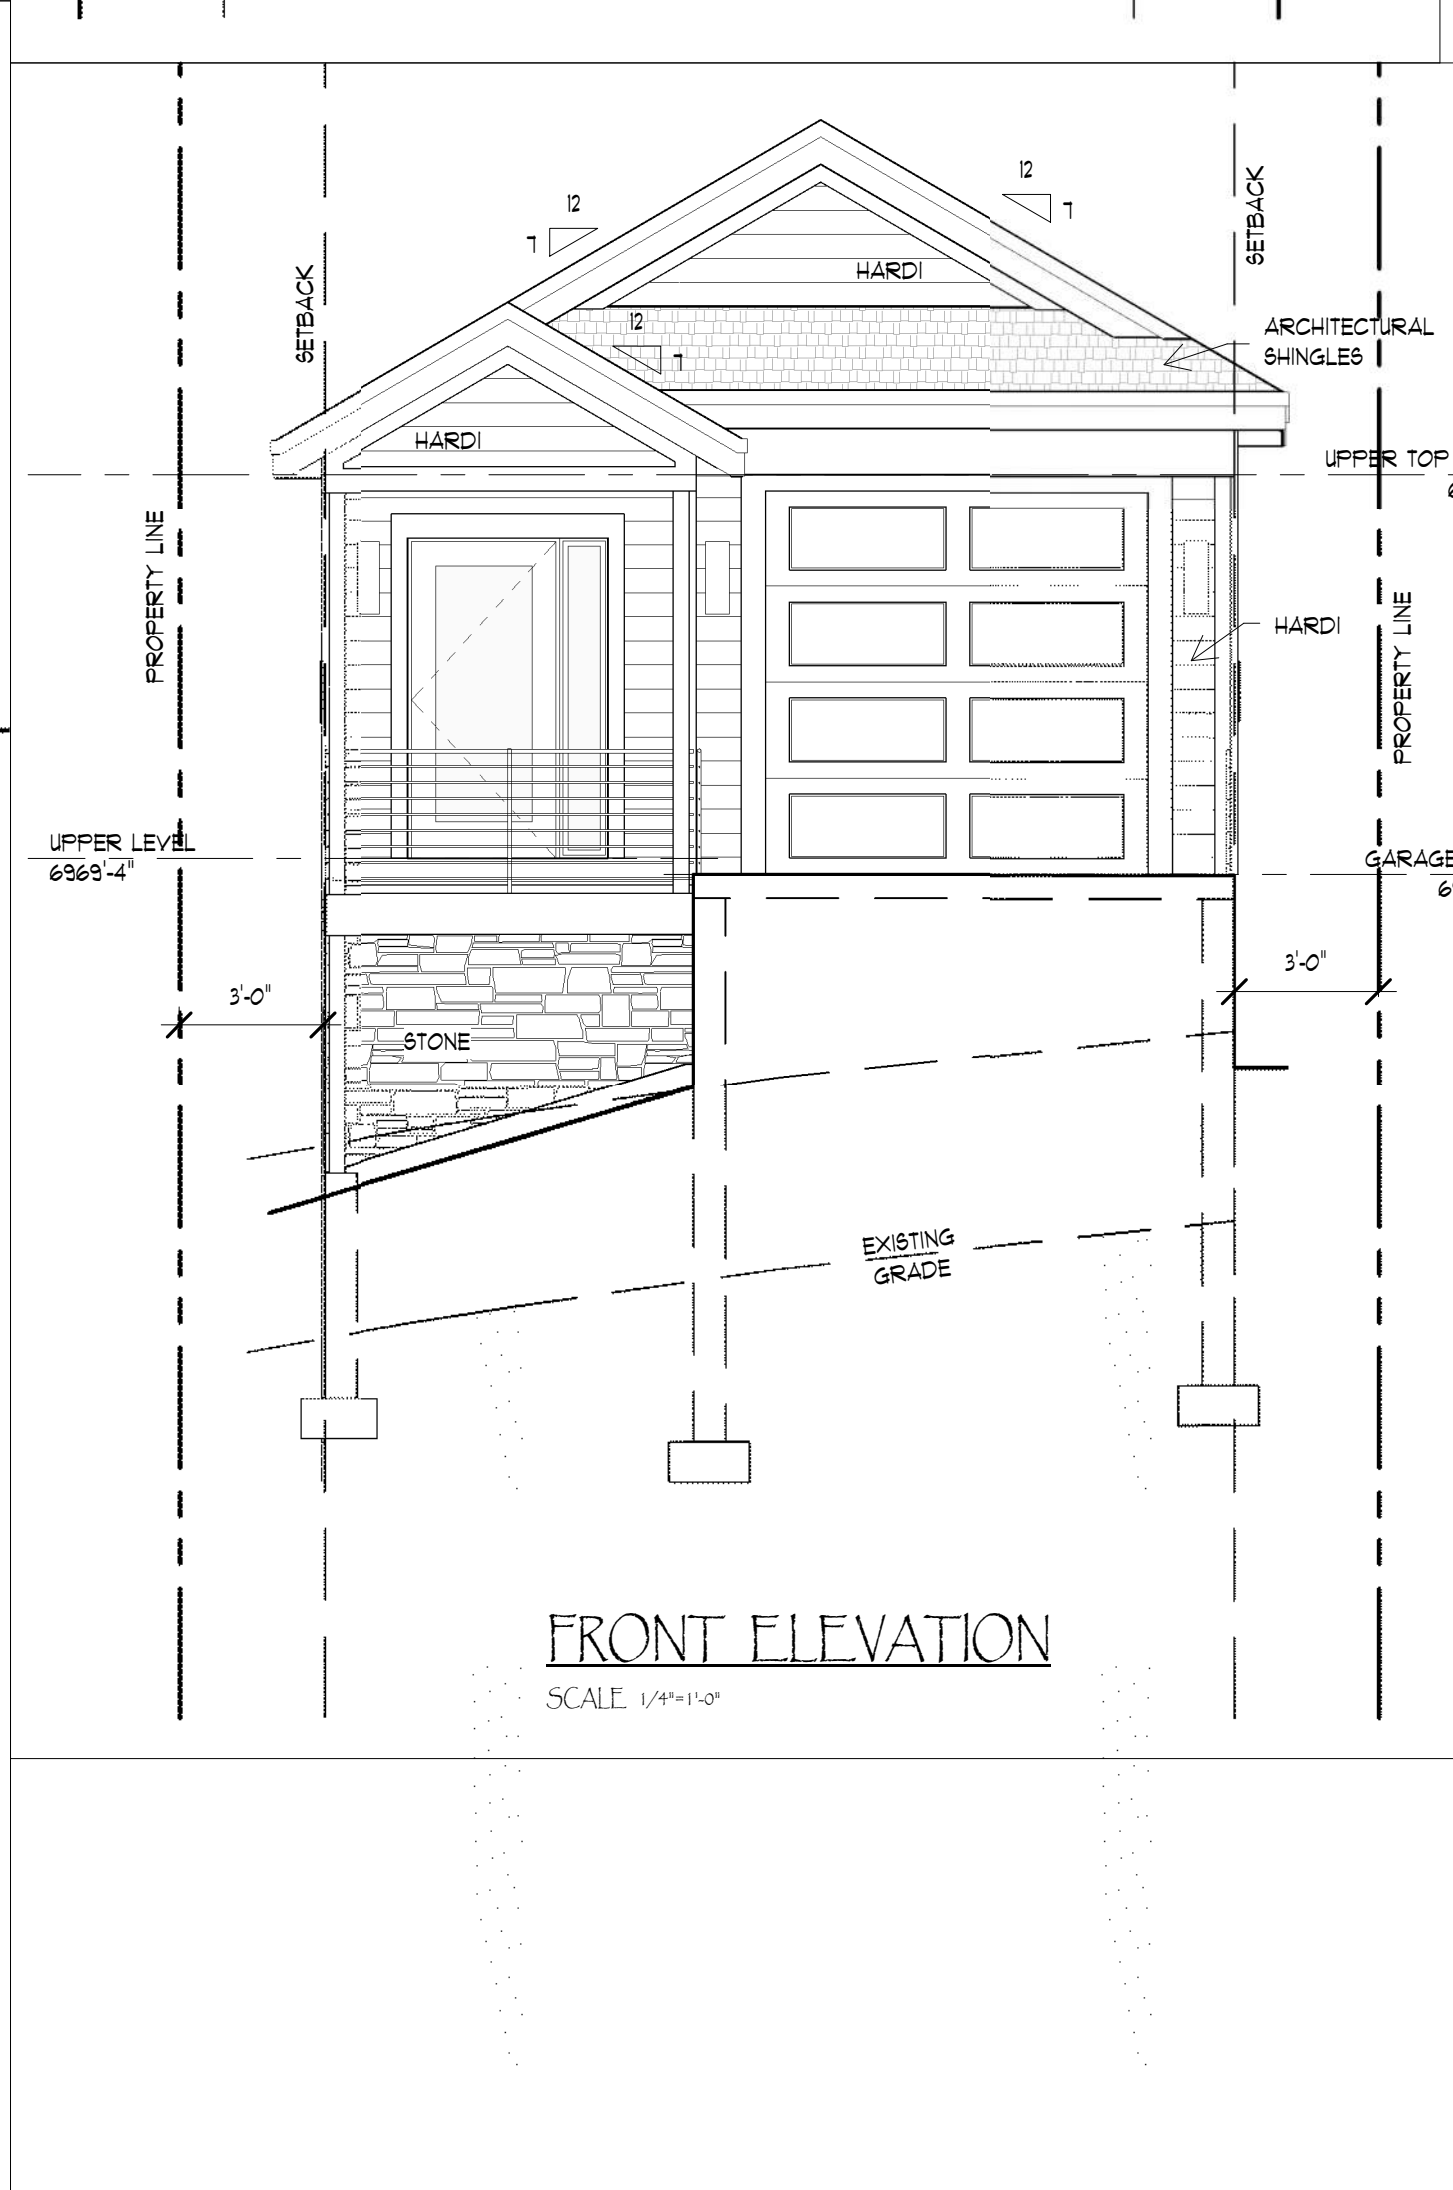 12
7
12
7
SETBACK
SETBACK
HARDI
12
7
ARCHITECTURAL
SHINGLES
HARDI
UPPER TOP
PROPERTY LINE
PROPERTY LINE
HARDI
UPPER LEVEL
6969'-4"
GARAGE
3'-0"
3'-0"
STONE
EXISTING
GRADE
FRONT ELEVATION
SCALE 1/4"=1'-0"